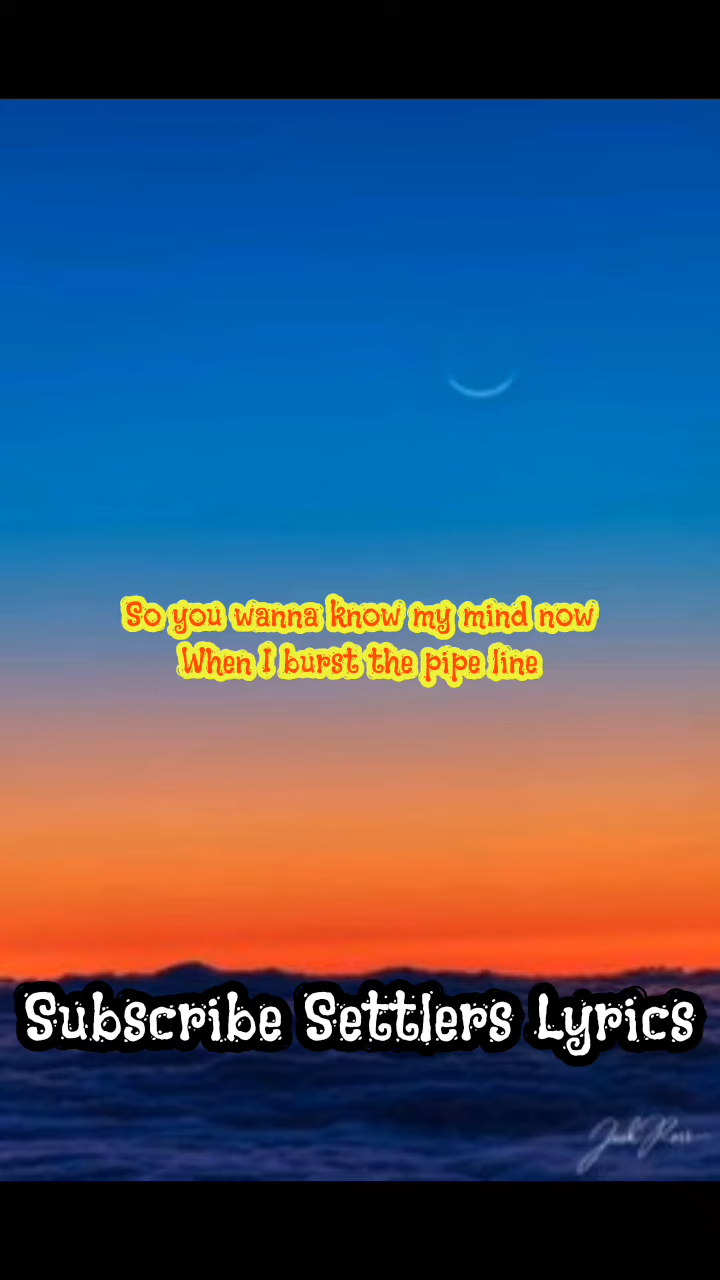 So you wanna know my mind now
When I burst the pipe line
Subscribe Settlers Lyrics